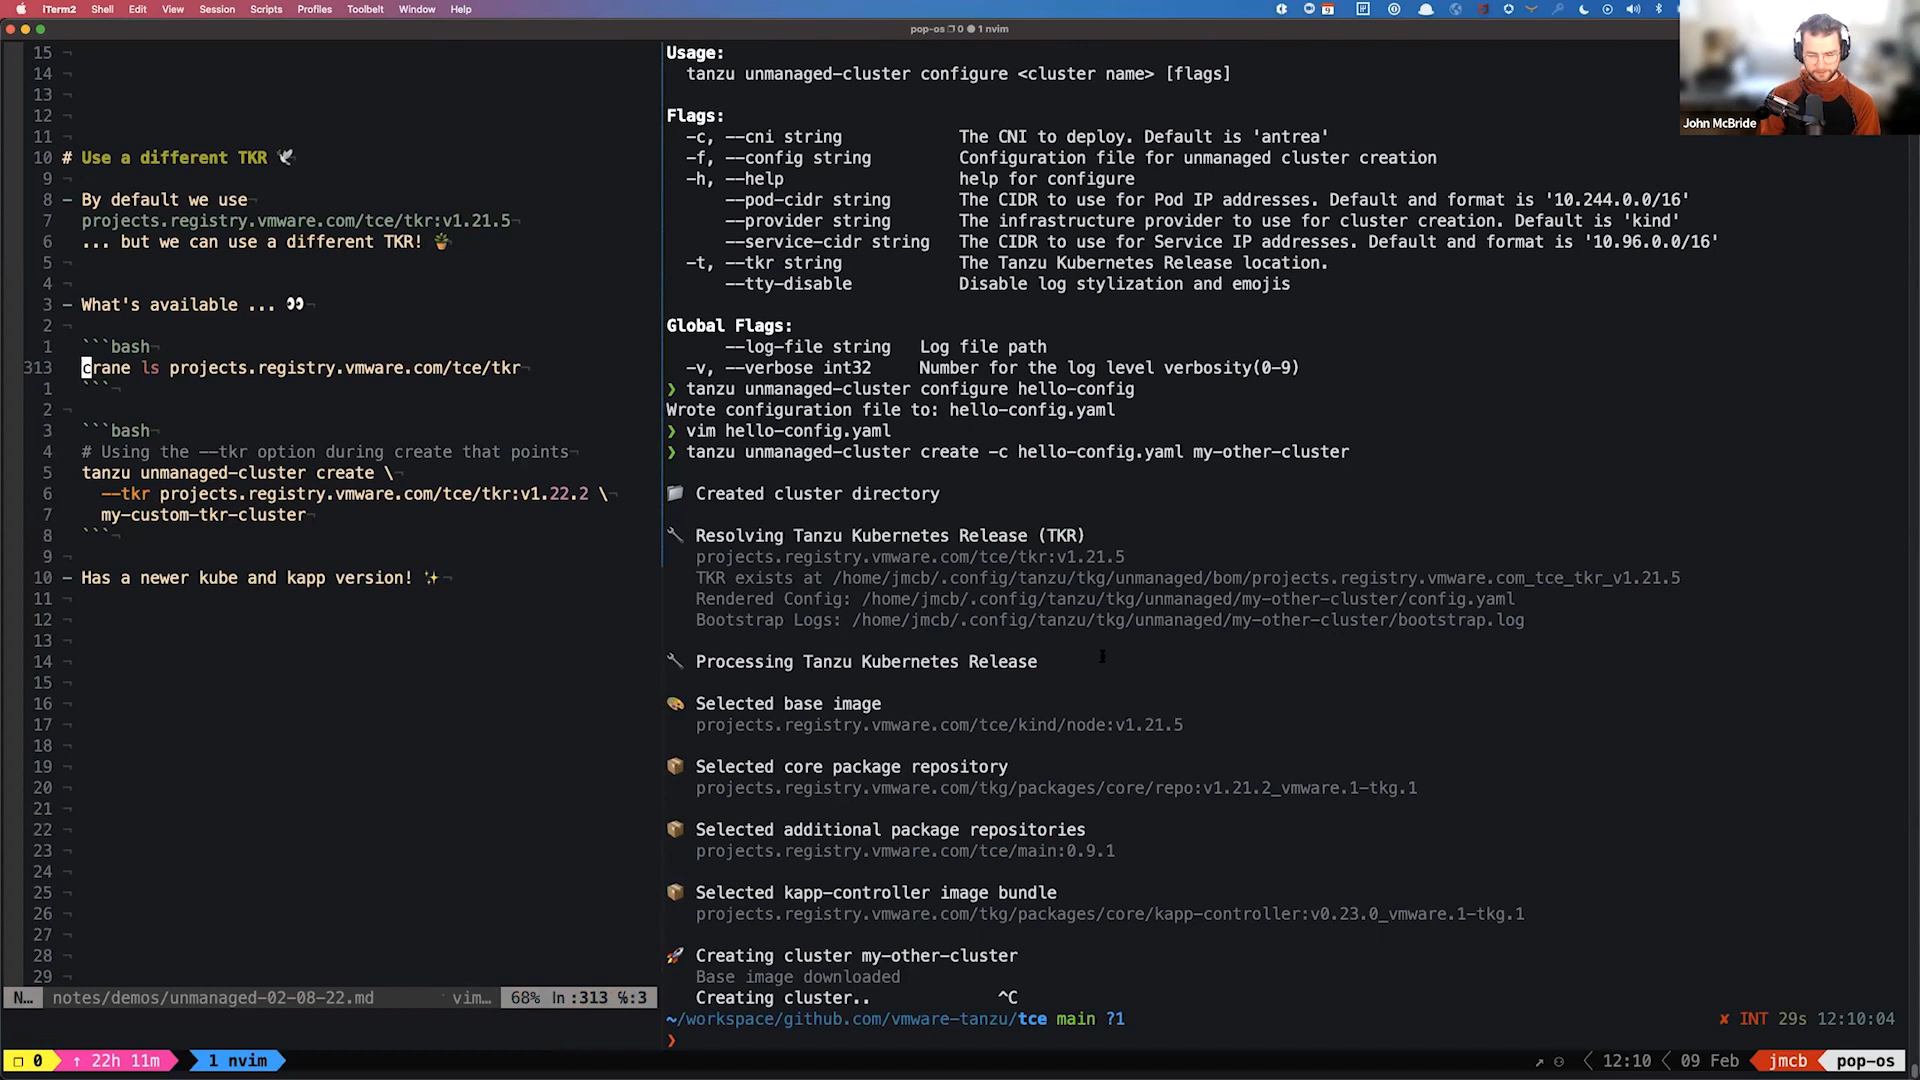 iTerm2 Shell Edit View Session Scripts Profiles Toolbelt Window Help
9
pop-os 0 1 nvim
15
14
13
12
11
10 # Use a different TKR
9
8 - By default we use
7 projects.registry.vmware.com/tce/tkr:v1.21.5
6 ... but we can use a different TKR!
5
4
3 - What's available ... 
2
1 ```bash
313 crane ls projects.registry.vmware.com/tce/tkr
1 ```
2
3 ```bash
4 # Using the --tkr option during create that points
5 tanzu unmanaged-cluster create \
6 --tkr projects.registry.vmware.com/tce/tkr:v1.22.2 \
7 my-custom-tkr-cluster
8 ```
9
10 - Has a newer kube and kapp version!
11
12
13
14
15
16
17
18
19
20
21
22
23
24
25
26
27
28
29
N… notes/demos/unmanaged-02-08-22.md vim… 68% ln :313 ℅:3
Usage:
tanzu unmanaged-cluster configure <cluster name> [flags]
Flags:
-c, --cni string The CNI to deploy. Default is 'antrea'
-f, --config string Configuration file for unmanaged cluster creation
-h, --help help for configure
--pod-cidr string The CIDR to use for Pod IP addresses. Default and format is '10.244.0.0/16'
--provider string The infrastructure provider to use for cluster creation. Default is 'kind'
--service-cidr string The CIDR to use for Service IP addresses. Default and format is '10.96.0.0/16'
-t, --tkr string The Tanzu Kubernetes Release location.
--tty-disable Disable log stylization and emojis
Global Flags:
--log-file string Log file path
-v, --verbose int32 Number for the log level verbosity(0-9)
❯ tanzu unmanaged-cluster configure hello-config
Wrote configuration file to: hello-config.yaml
❯ vim hello-config.yaml
❯ tanzu unmanaged-cluster create -c hello-config.yaml my-other-cluster
Created cluster directory
Resolving Tanzu Kubernetes Release (TKR)
projects.registry.vmware.com/tce/tkr:v1.21.5
TKR exists at /home/jmcb/.config/tanzu/tkg/unmanaged/bom/projects.registry.vmware.com_tce_tkr_v1.21.5
Rendered Config: /home/jmcb/.config/tanzu/tkg/unmanaged/my-other-cluster/config.yaml
Bootstrap Logs: /home/jmcb/.config/tanzu/tkg/unmanaged/my-other-cluster/bootstrap.log
Processing Tanzu Kubernetes Release
Selected base image
projects.registry.vmware.com/tce/kind/node:v1.21.5
Selected core package repository
projects.registry.vmware.com/tkg/packages/core/repo:v1.21.2_vmware.1-tkg.1
Selected additional package repositories
projects.registry.vmware.com/tce/main:0.9.1
Selected kapp-controller image bundle
projects.registry.vmware.com/tkg/packages/core/kapp-controller:v0.23.0_vmware.1-tkg.1
Creating cluster my-other-cluster
Base image downloaded
Creating cluster.. ^C
~/workspace/github.com/vmware-tanzu/tce main ?1 ✘ INT 29s 12:10:04
❯
John McBride
0 ↑ 22h 11m 1 nvim 12:10 09 Feb jmcb pop-os